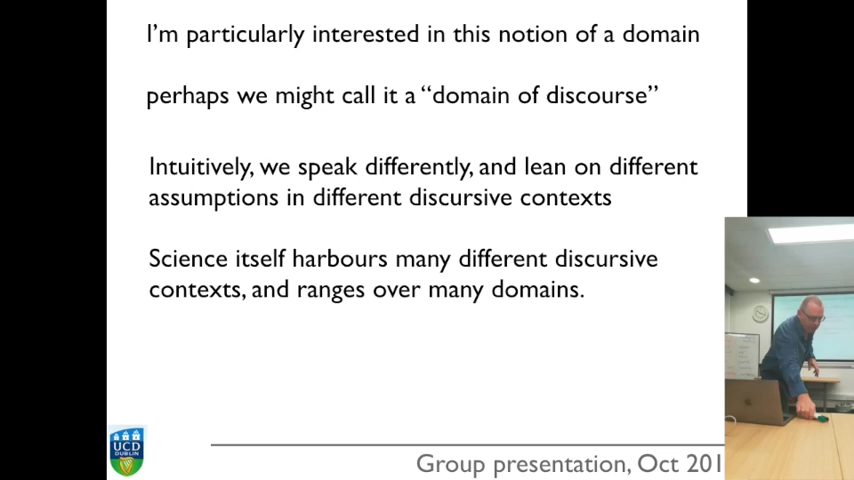 I'm particularly interested in this notion of a domain
perhaps we might call it a “domain of discourse”
Intuitively, we speak differently, and lean on different
assumptions in different discursive contexts
Science itself harbours many different discursive
contexts, and ranges over many domains.
UCD
DUBLIN
Group presentation, Oct 201